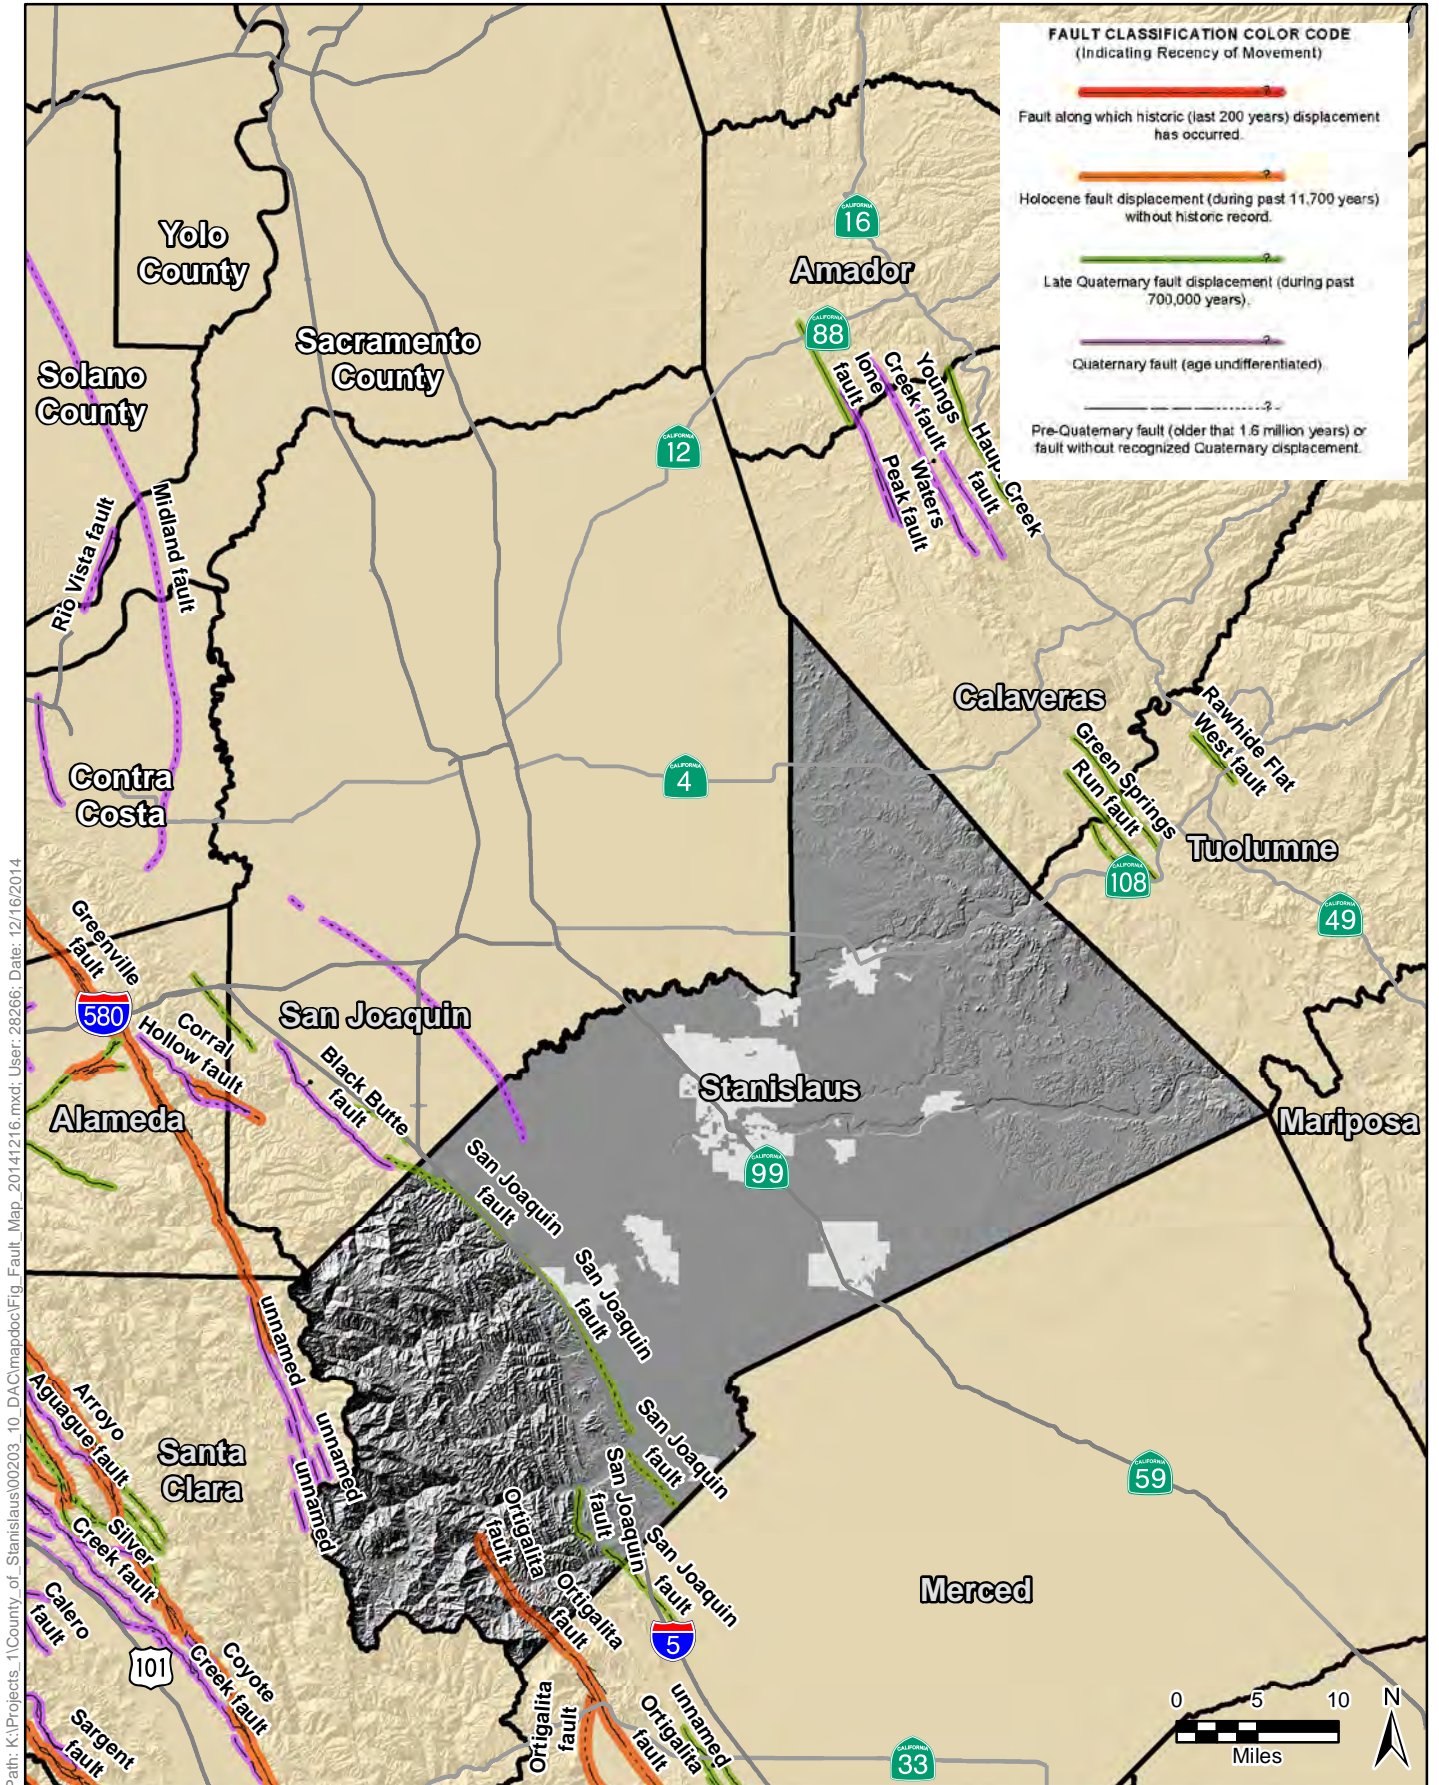 FAULT CLASSIFICATION COLOR CODE
(Indicating Recency of Movement)
?
Fault along which historic (last 200 years) displacement
has occurred.
?
Holocene fault displacement (during past 11,700 years)
without historic record.
?
Late Quaternary fault displacement (during past
700,000 years).
?
Quaternary fault (age undifferentiated).
?
Pre-Quaternary fault (older that 1.6 million years) or
fault without recognized Quaternary displacement.
Yolo
County
CALIFORNIA
16
Amador
CALIFORNIA
88
Sacramento
County
Solano
County
Ione
fault
Youngs
Creek fault
CALIFORNIA
12
Waters
Peak fault
Haupt Creek
fault
Rio Vista fault
Midland fault
Calaveras
Rawhide Flat
West fault
Green Springs
Run fault
Contra
Costa
CALIFORNIA
4
Tuolumne
CALIFORNIA
108
CALIFORNIA
49
Greenville
fault
580
San Joaquin
Corral
Hollow fault
Black Butte
fault
Stanislaus
Alameda
Mariposa
CALIFORNIA
99
San Joaquin
fault
San Joaquin
fault
unnamed
Arroyo
Aguague fault
unnamed
unnamed
Santa
Clara
San Joaquin
fault
San Joaquin
fault
CALIFORNIA
59
Ortigalita
fault
Silver
Creek fault
San Joaquin
fault
Merced
Ortigalita
fault
Calero
fault
5
101
Coyote
Creek fault
Ortigalita
fault
unnamed
Ortigalita
fault
Sargent
fault
CALIFORNIA
33
0 5 10
Miles
N
Path: K:\Projects_1\County_of_Stanislaus\00203_10_DAC\mapdoc\Fig_Fault_Map_20141216.mxd; User: 28266; Date: 12/16/2014